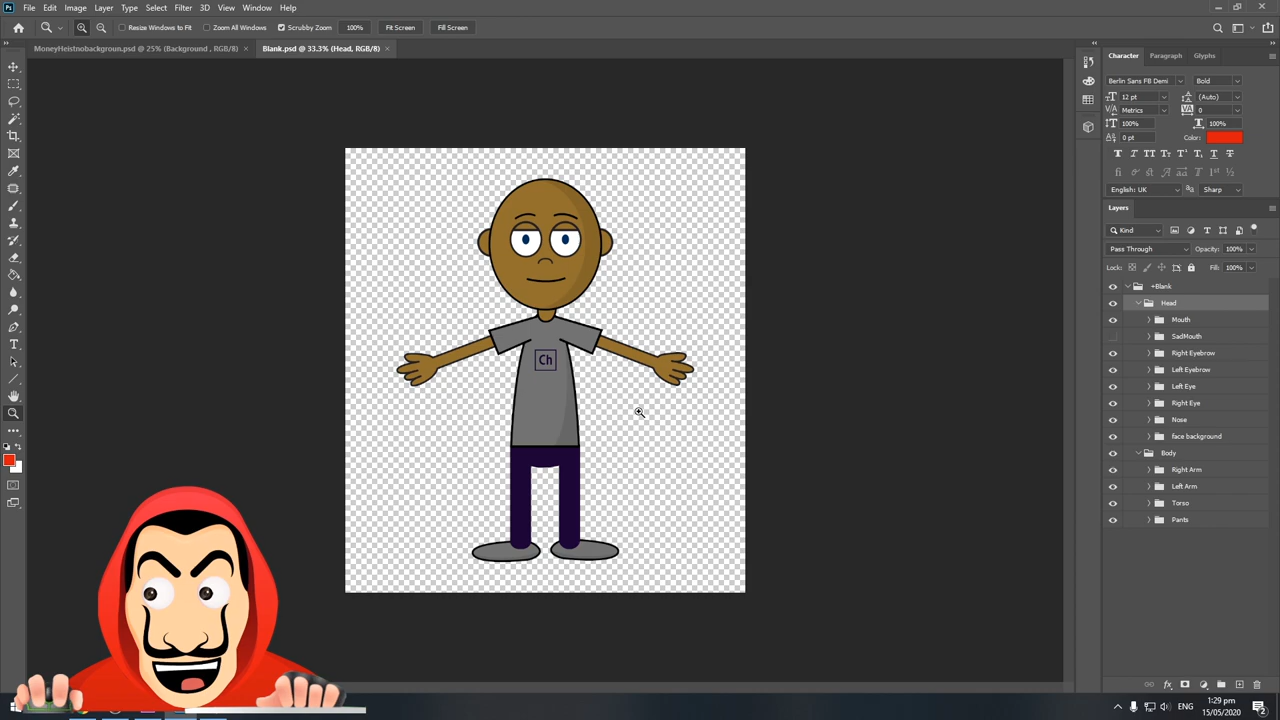 Ps File Edit Image Layer Type Select Filter 3D View Window Help
Resize Windows to Fit Zoom All Windows Scrubby Zoom 100% Fit Screen Fill Screen
MoneyHeistnobackgroun.psd @ 25% (Background , RGB/8) × Blank.psd @ 33.3% (Head, RGB/8) ×
Character Paragraph Glyphs
Berlin Sans FB Demi Bold
12 pt (Auto)
Metrics 0
100% 100%
0 pt Color:
English: UK Sharp
Layers
Kind
Pass Through Opacity: 100%
Lock: Fill: 100%
+Blank
Head
Mouth
SadMouth
Right Eyebrow
Left Eyebrow
Left Eye
Right Eye
Nose
face background
Body
Right Arm
Left Arm
Torso
Pants
Ch
1:29 pm
15/05/2020